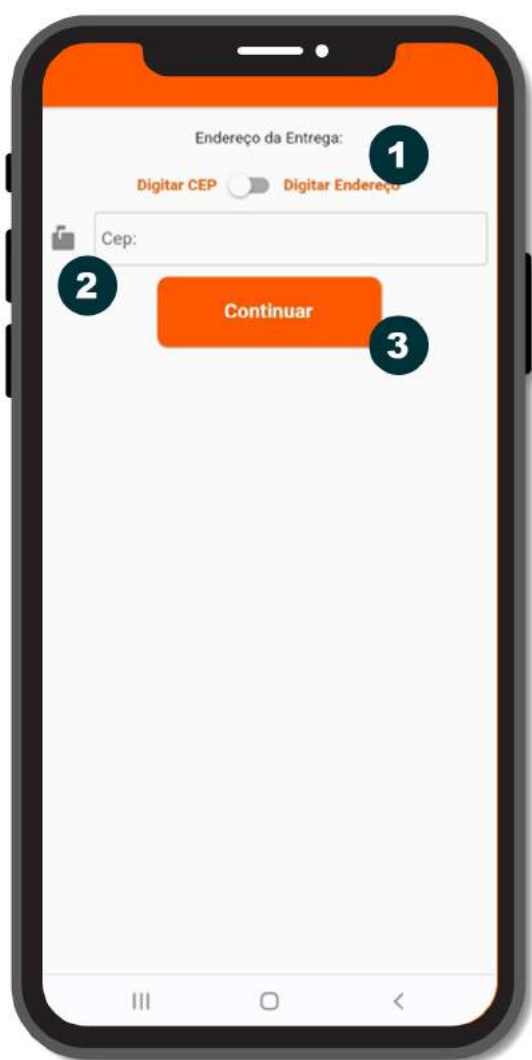 Endereço da Entrega:
1
Digitar CEP Digitar Endereço
Cep:
2
Continuar
3